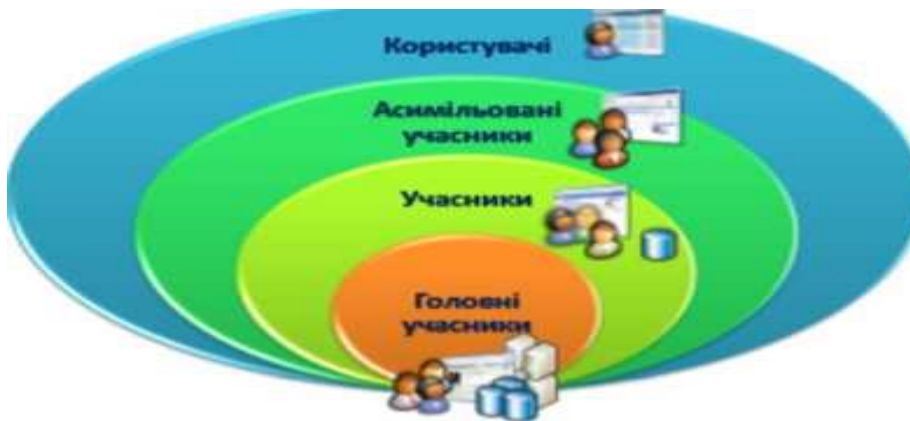 Користувачі
Асимільовані
учасники
Учасники
Головні
учасники